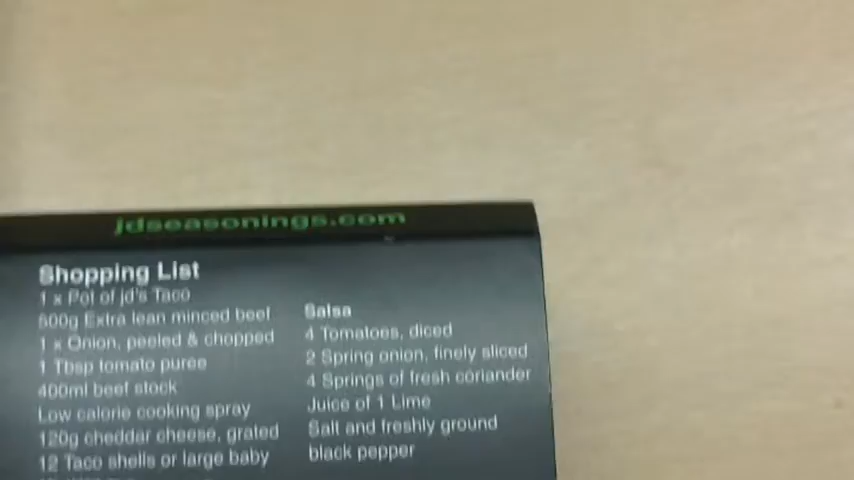 jdseasonings.com
Shopping List
1 x Pot of jd's Taco
500g Extra lean minced beef
1 x Onion, peeled & chopped
1 Tbsp tomato puree
400ml beef stock
Low calorie cooking spray
120g cheddar cheese, grated
12 Taco shells or large baby
Salsa
4 Tomatoes, diced
2 Spring onion, finely sliced
4 Springs of fresh coriander
Juice of 1 Lime
Salt and freshly ground
black pepper